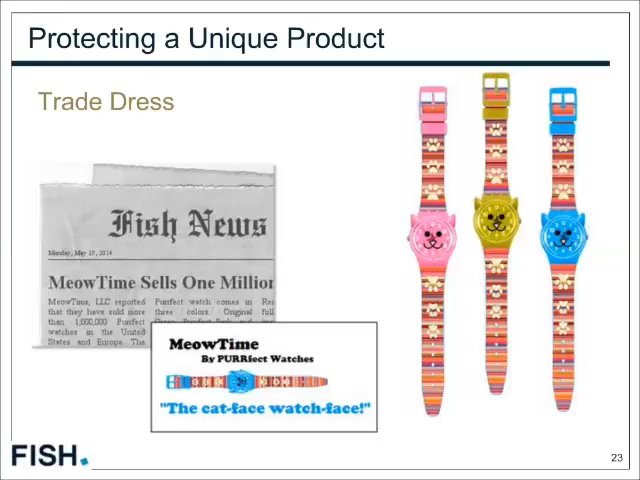 Protecting a Unique Product
Trade Dress
Fish News
Monday, May 19, 2014
MeowTime Sells One Million
MeowTime, LLC reported
that they have sold more
than 1,000,000 Purrfect
watches in the United
States and Europe. The
Purrfect watch comes in
three colors. Original
MeowTime
By PURRfect Watches
"The cat-face watch-face!"
FISH.
23